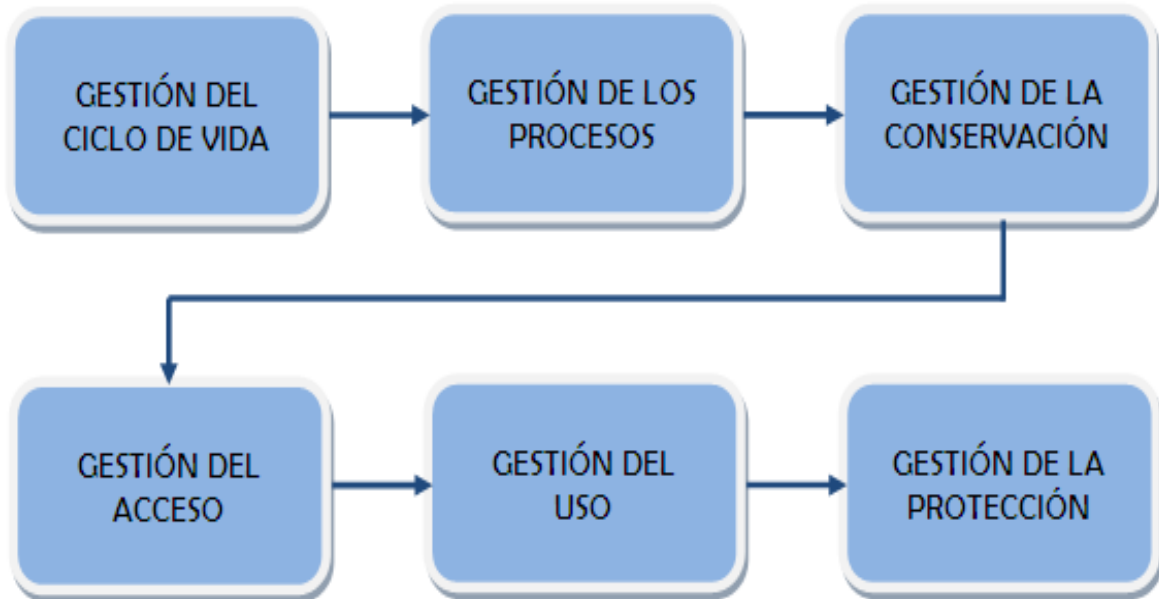 GESTIÓN DEL
CICLO DE VIDA
GESTIÓN DE LOS
PROCESOS
GESTIÓN DE LA
CONSERVACIÓN
GESTIÓN DEL
ACCESO
GESTIÓN DEL
USO
GESTIÓN DE LA
PROTECCIÓN